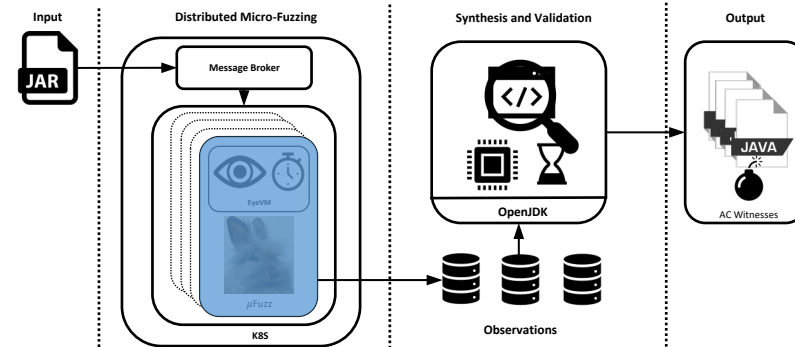 Input
Distributed Micro-Fuzzing
Synthesis and Validation
Output
JAR
Message Broker
EyeVM
μFuzz
K8S
</>
OpenJDK
Observations
JAVA
AC Witnesses